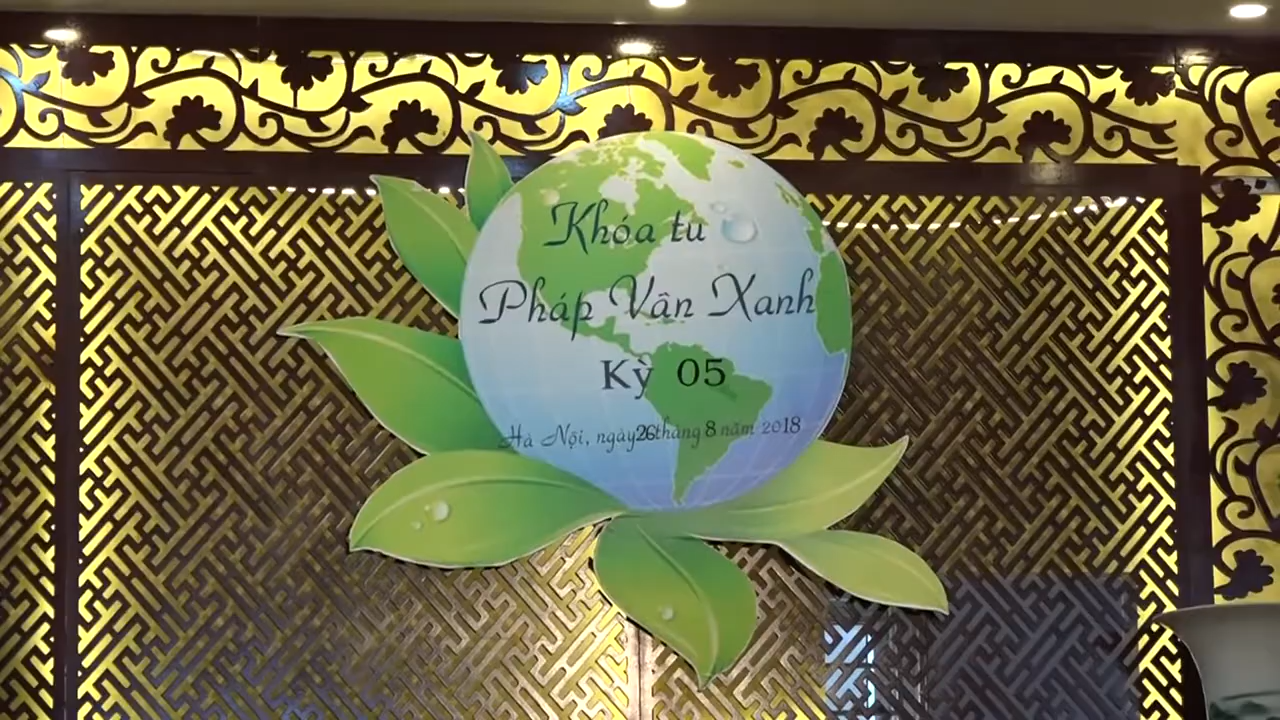 Khóa tu
Pháp Vân Xanh
Kỳ 05
Hà Nội, ngày 26 tháng 8 năm 2018